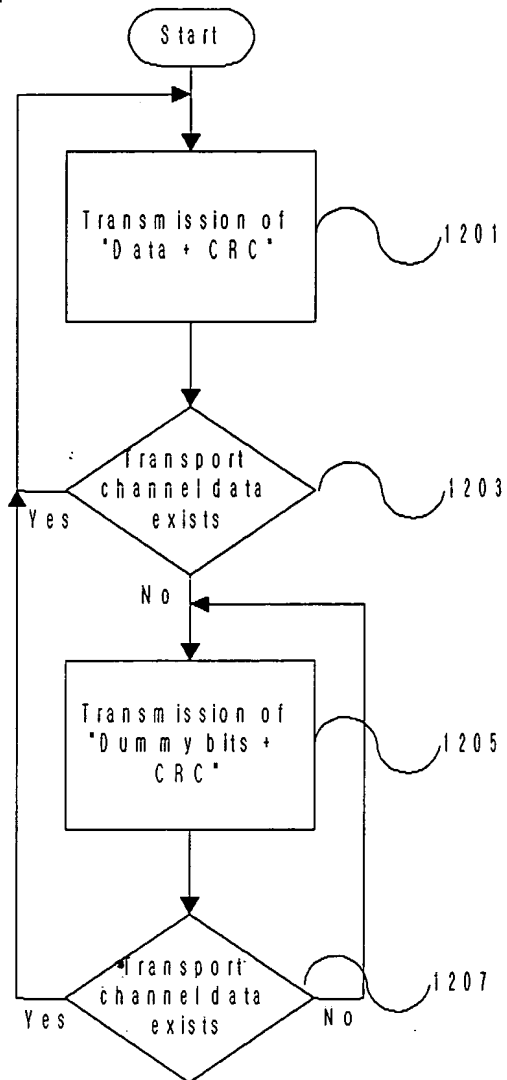 Start
Transmission of
"Data + CRC"
1201
Transport
channel data
exists
1203
Yes
No
Transmission of
"Dummy bits +
CRC"
1205
Transport
channel data
exists
1207
Yes
No